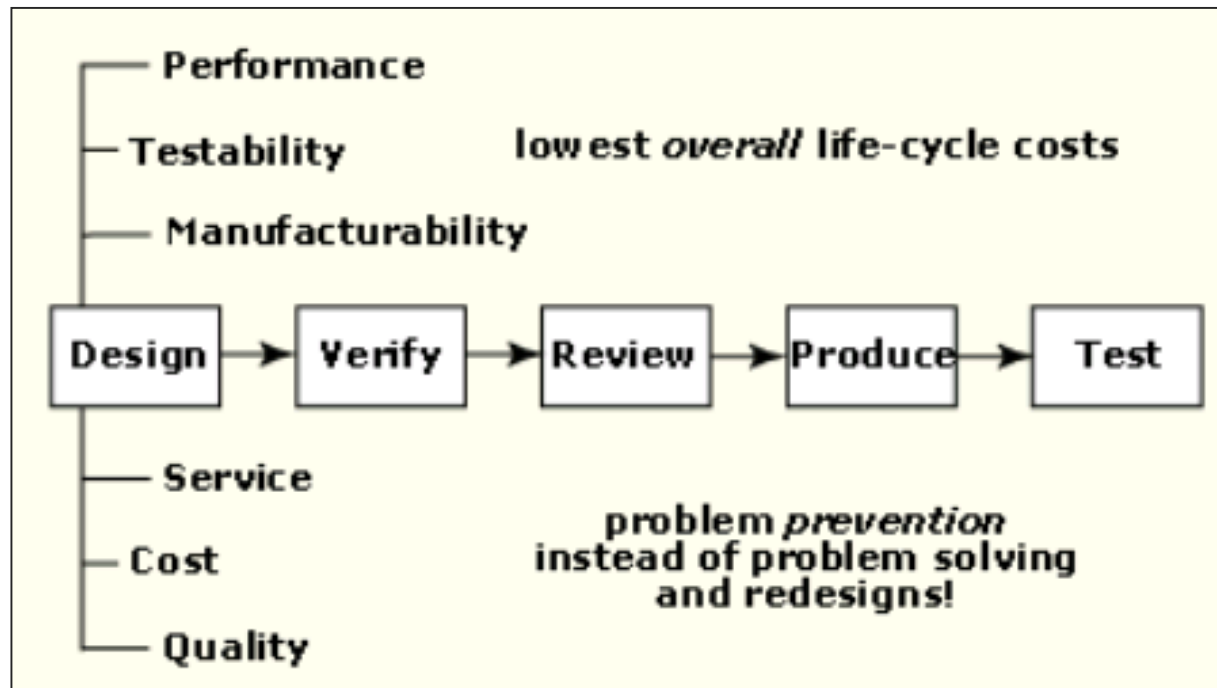 Performance
Testability
lowest overall life-cycle costs
Manufacturability
Design
Verify
Review
Produce
Test
Service
problem prevention
instead of problem solving
and redesigns!
Cost
Quality